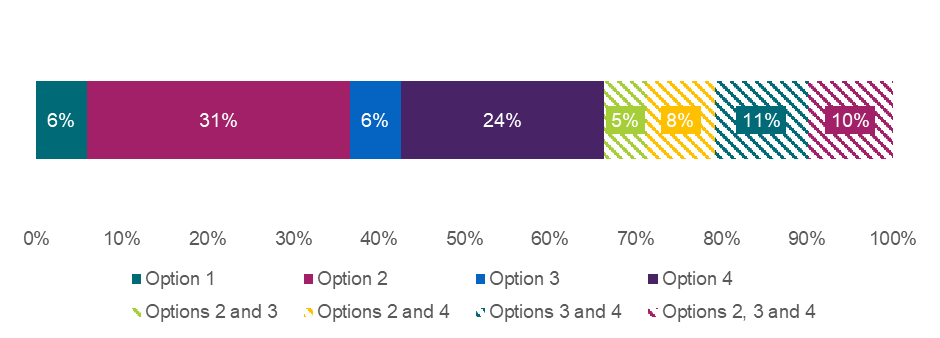 6% 31% 6% 24% 5% 8% 11% 10%
0% 10% 20% 30% 40% 50% 60% 70% 80% 90% 100%
Option 1 Option 2 Option 3 Option 4
Options 2 and 3 Options 2 and 4 Options 3 and 4 Options 2, 3 and 4